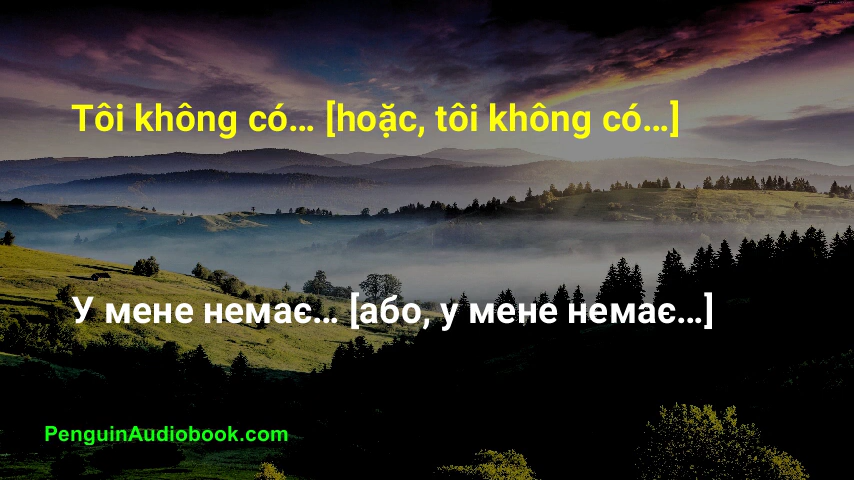 Tôi không có… [hoặc, tôi không có…]
У мене немає… [або, у мене немає…]
PenguinAudiobook.com